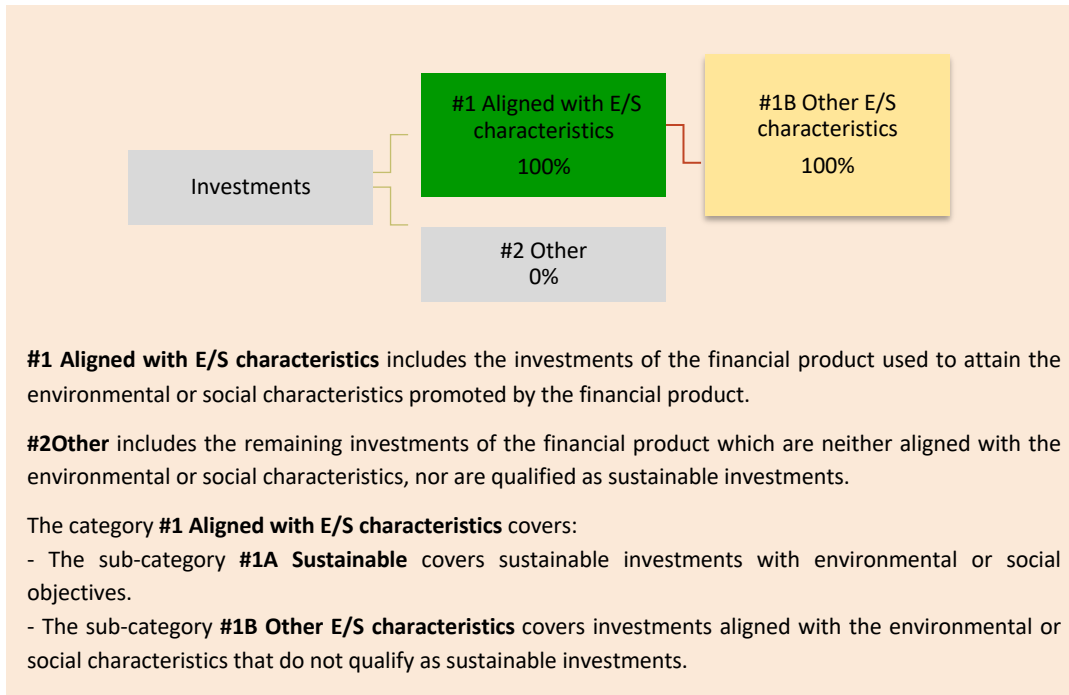 #1 Aligned with E/S
characteristics
100%
#1B Other E/S
characteristics
100%
Investments
#2 Other
0%
#1 Aligned with E/S characteristics includes the investments of the financial product used to attain the
environmental or social characteristics promoted by the financial product.
#2Other includes the remaining investments of the financial product which are neither aligned with the
environmental or social characteristics, nor are qualified as sustainable investments.
The category #1 Aligned with E/S characteristics covers:
- The sub-category #1A Sustainable covers sustainable investments with environmental or social
objectives.
- The sub-category #1B Other E/S characteristics covers investments aligned with the environmental or
social characteristics that do not qualify as sustainable investments.